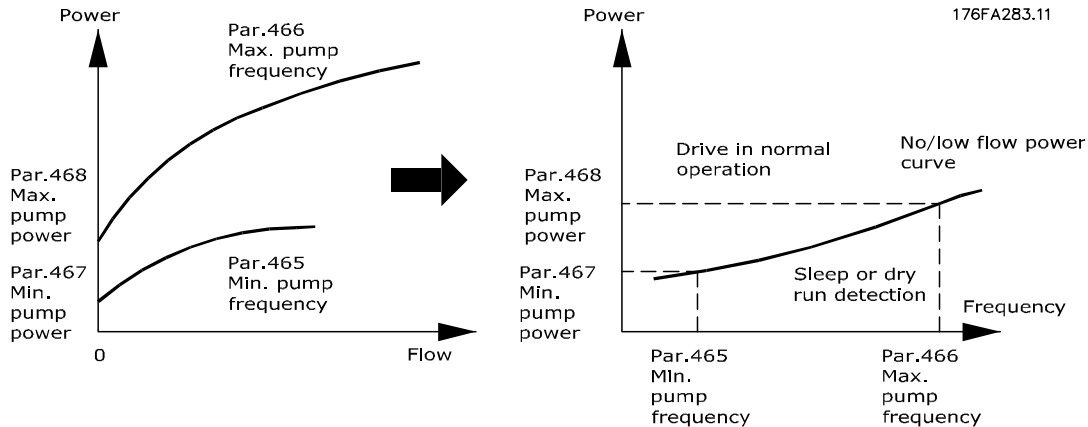 Power
Par.466
Max. pump
frequency
Par.468
Max.
pump
power
Par.467
Min.
pump
power
Par.465
Min. pump
frequency
0
Flow
Power
176FA283.11
Drive in normal
operation
No/low flow power
curve
Par.468
Max.
pump
power
Par.467
Min.
pump
power
Sleep or dry
run detection
Frequency
Par.465
Min.
pump
frequency
Par.466
Max.
pump
frequency